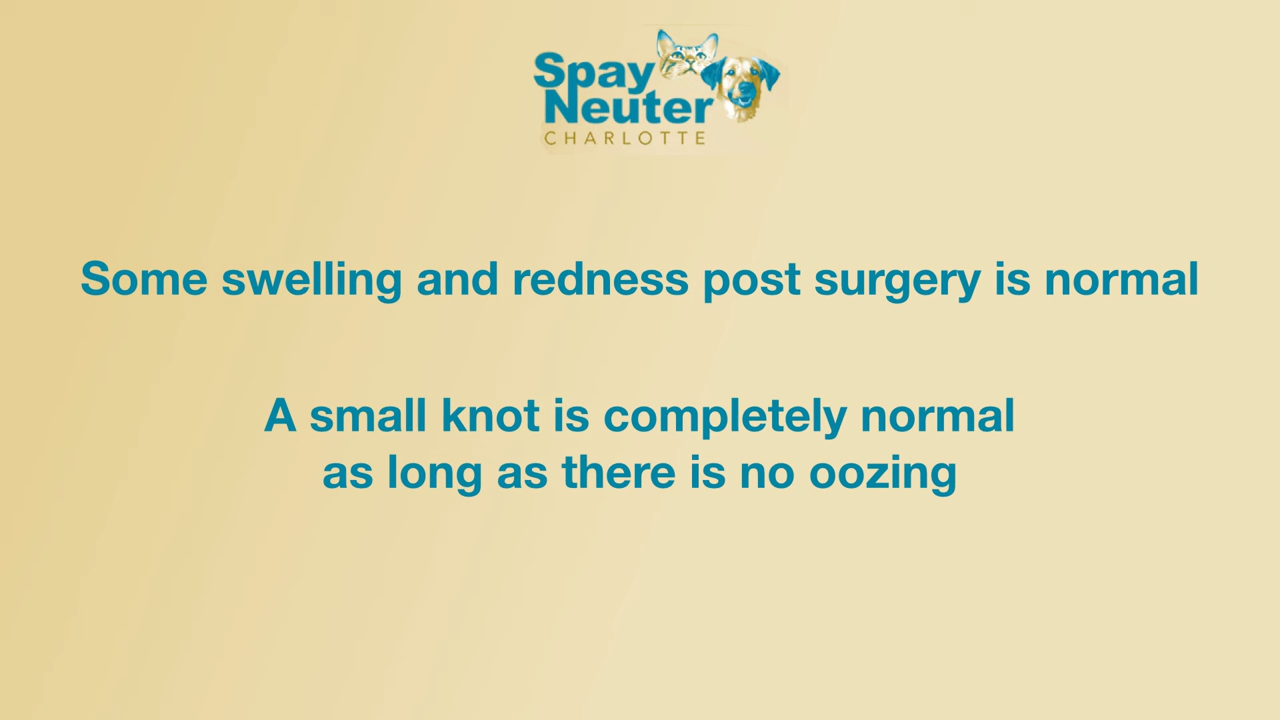 Spay
Neuter
CHARLOTTE
Some swelling and redness post surgery is normal
A small knot is completely normal
as long as there is no oozing